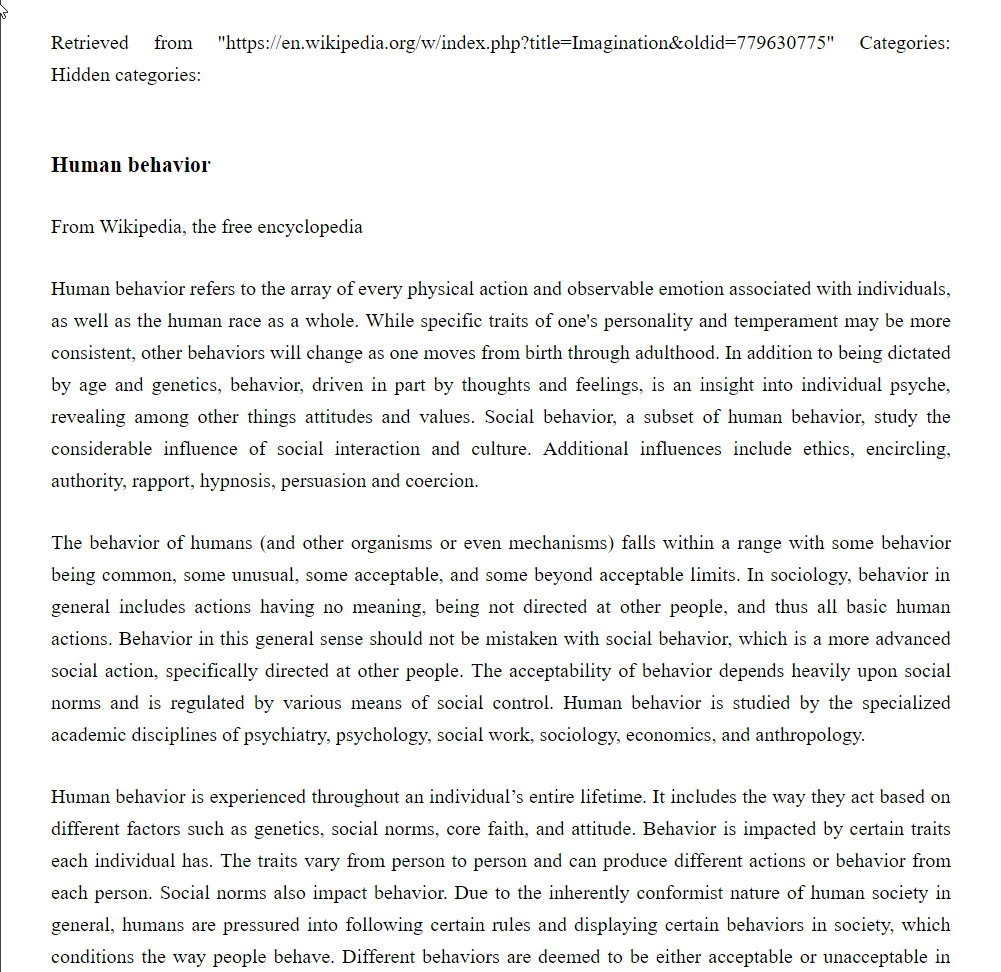 Retrieved from "https://en.wikipedia.org/w/index.php?title=Imagination&oldid=779630775" Categories:
Hidden categories:
Human behavior
From Wikipedia, the free encyclopedia
Human behavior refers to the array of every physical action and observable emotion associated with individuals,
as well as the human race as a whole. While specific traits of one's personality and temperament may be more
consistent, other behaviors will change as one moves from birth through adulthood. In addition to being dictated
by age and genetics, behavior, driven in part by thoughts and feelings, is an insight into individual psyche,
revealing among other things attitudes and values. Social behavior, a subset of human behavior, study the
considerable influence of social interaction and culture. Additional influences include ethics, encircling,
authority, rapport, hypnosis, persuasion and coercion.
The behavior of humans (and other organisms or even mechanisms) falls within a range with some behavior
being common, some unusual, some acceptable, and some beyond acceptable limits. In sociology, behavior in
general includes actions having no meaning, being not directed at other people, and thus all basic human
actions. Behavior in this general sense should not be mistaken with social behavior, which is a more advanced
social action, specifically directed at other people. The acceptability of behavior depends heavily upon social
norms and is regulated by various means of social control. Human behavior is studied by the specialized
academic disciplines of psychiatry, psychology, social work, sociology, economics, and anthropology.
Human behavior is experienced throughout an individual’s entire lifetime. It includes the way they act based on
different factors such as genetics, social norms, core faith, and attitude. Behavior is impacted by certain traits
each individual has. The traits vary from person to person and can produce different actions or behavior from
each person. Social norms also impact behavior. Due to the inherently conformist nature of human society in
general, humans are pressured into following certain rules and displaying certain behaviors in society, which
conditions the way people behave. Different behaviors are deemed to be either acceptable or unacceptable in